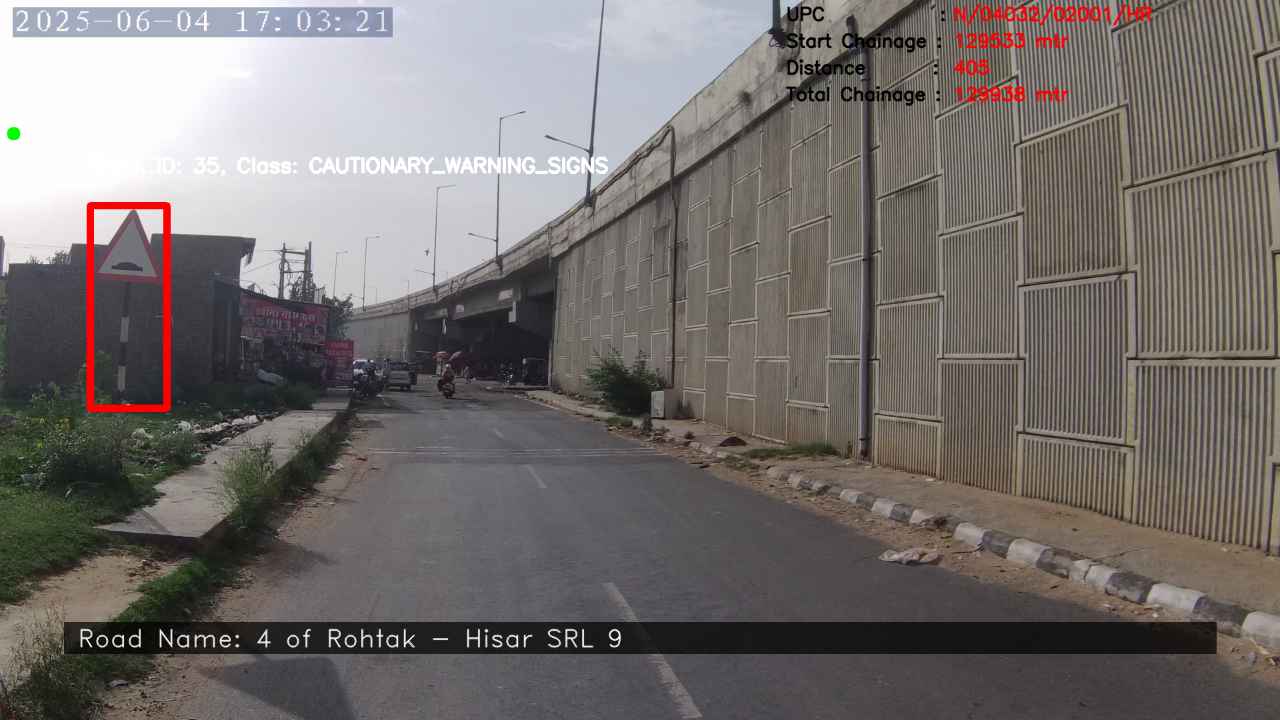 2025-06-04 17:03:21
UPC : N/04032/02001/HR
Start Chainage : 129533 mtr
Distance : 405
Total Chainage : 129938 mtr
ID: 35, Class: CAUTIONARY_WARNING_SIGNS
Road Name: 4 of Rohtak - Hisar SRL 9